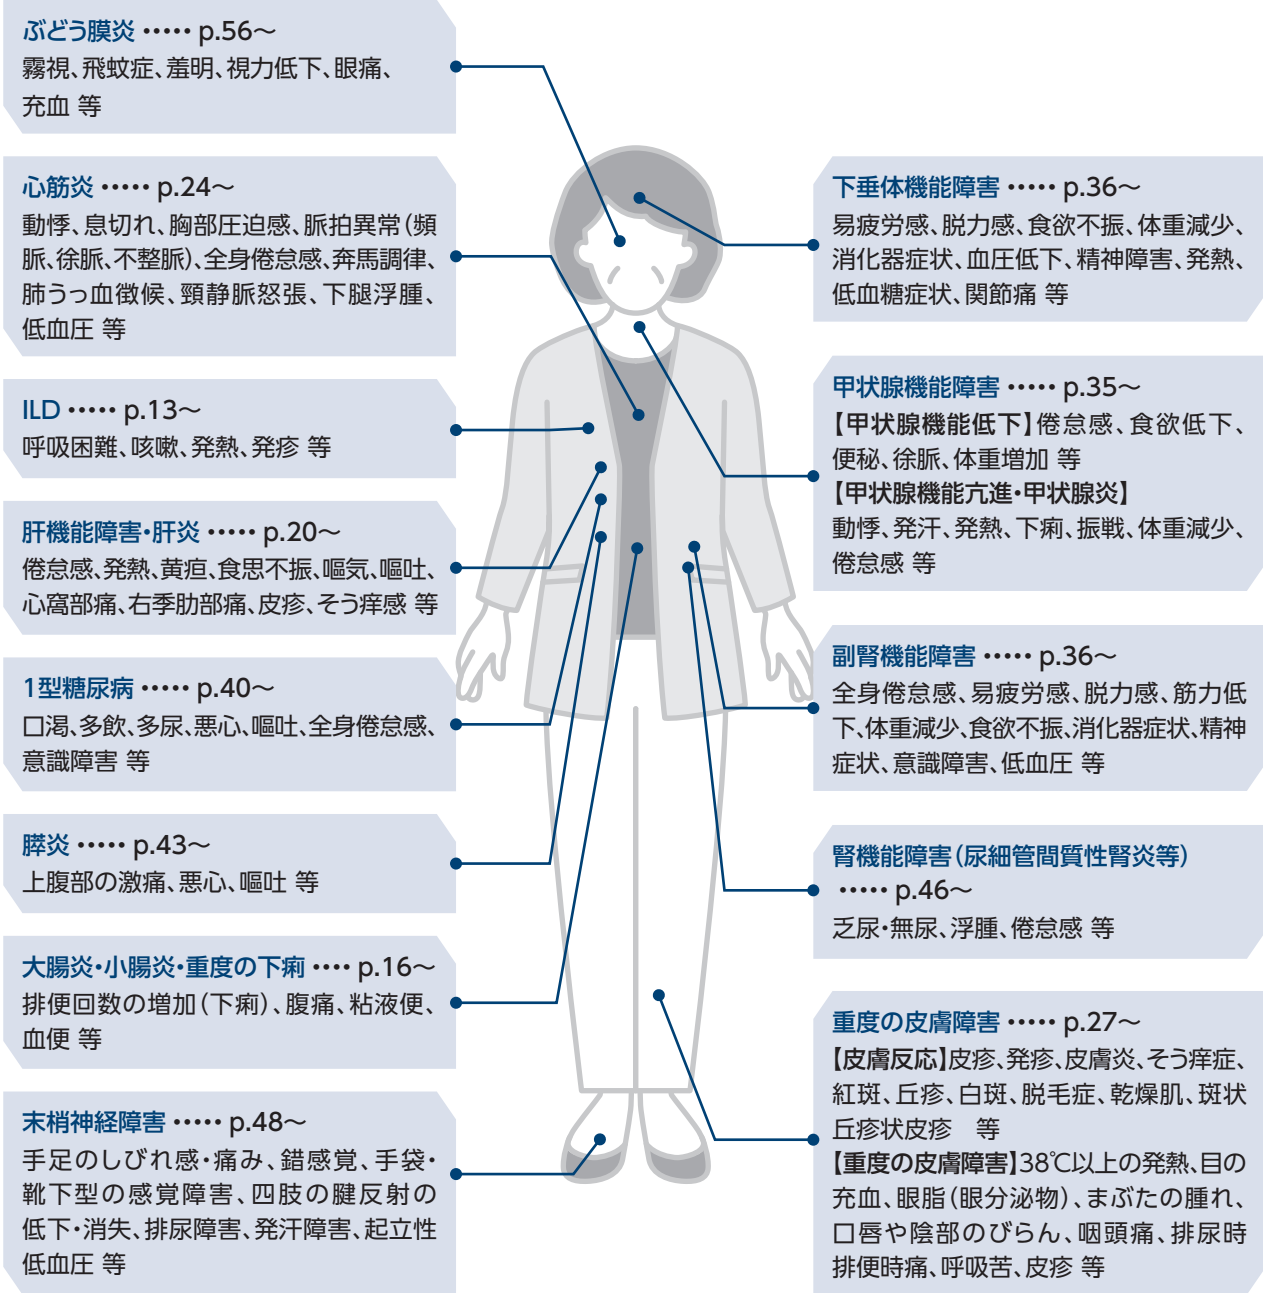 ぶどう膜炎 ••••• p.56～
霧視、飛蚊症、羞明、視力低下、眼痛、
充血 等
心筋炎 ••••• p.24～
動悸、息切れ、胸部圧迫感、脈拍異常（頻
脈、徐脈、不整脈）、全身倦怠感、奔馬調律、
肺うっ血徴候、頸静脈怒張、下腿浮腫、
低血圧 等
ILD ••••• p.13～
呼吸困難、咳嗽、発熱、発疹 等
肝機能障害・肝炎 ••••• p.20～
倦怠感、発熱、黄疸、食思不振、嘔気、嘔吐、
心窩部痛、右季肋部痛、皮疹、そう痒感 等
1型糖尿病 ••••• p.40～
口渇、多飲、多尿、悪心、嘔吐、全身倦怠感、
意識障害 等
膵炎 ••••• p.43～
上腹部の激痛、悪心、嘔吐 等
大腸炎・小腸炎・重度の下痢 •••• p.16～
排便回数の増加（下痢）、腹痛、粘液便、
血便 等
末梢神経障害 ••••• p.48～
手足のしびれ感・痛み、錯感覚、手袋・
靴下型の感覚障害、四肢の腱反射の
低下・消失、排尿障害、発汗障害、起立性
低血圧 等
下垂体機能障害 ••••• p.36～
易疲労感、脱力感、食欲不振、体重減少、
消化器症状、血圧低下、精神障害、発熱、
低血糖症状、関節痛 等
甲状腺機能障害 ••••• p.35～
【甲状腺機能低下】倦怠感、食欲低下、
便秘、徐脈、体重増加 等
【甲状腺機能亢進・甲状腺炎】
動悸、発汗、発熱、下痢、振戦、体重減少、
倦怠感 等
副腎機能障害 ••••• p.36～
全身倦怠感、易疲労感、脱力感、筋力低
下、体重減少、食欲不振、消化器症状、精神
症状、意識障害、低血圧 等
腎機能障害（尿細管間質性腎炎等）
••••• p.46～
乏尿・無尿、浮腫、倦怠感 等
重度の皮膚障害 ••••• p.27～
【皮膚反応】皮疹、発疹、皮膚炎、そう痒症、
紅斑、丘疹、白斑、脱毛症、乾燥肌、斑状
丘疹状皮疹　等
【重度の皮膚障害】38℃以上の発熱、目の
充血、眼脂（眼分泌物）、まぶたの腫れ、
口唇や陰部のびらん、咽頭痛、排尿時
排便時痛、呼吸苦、皮疹 等